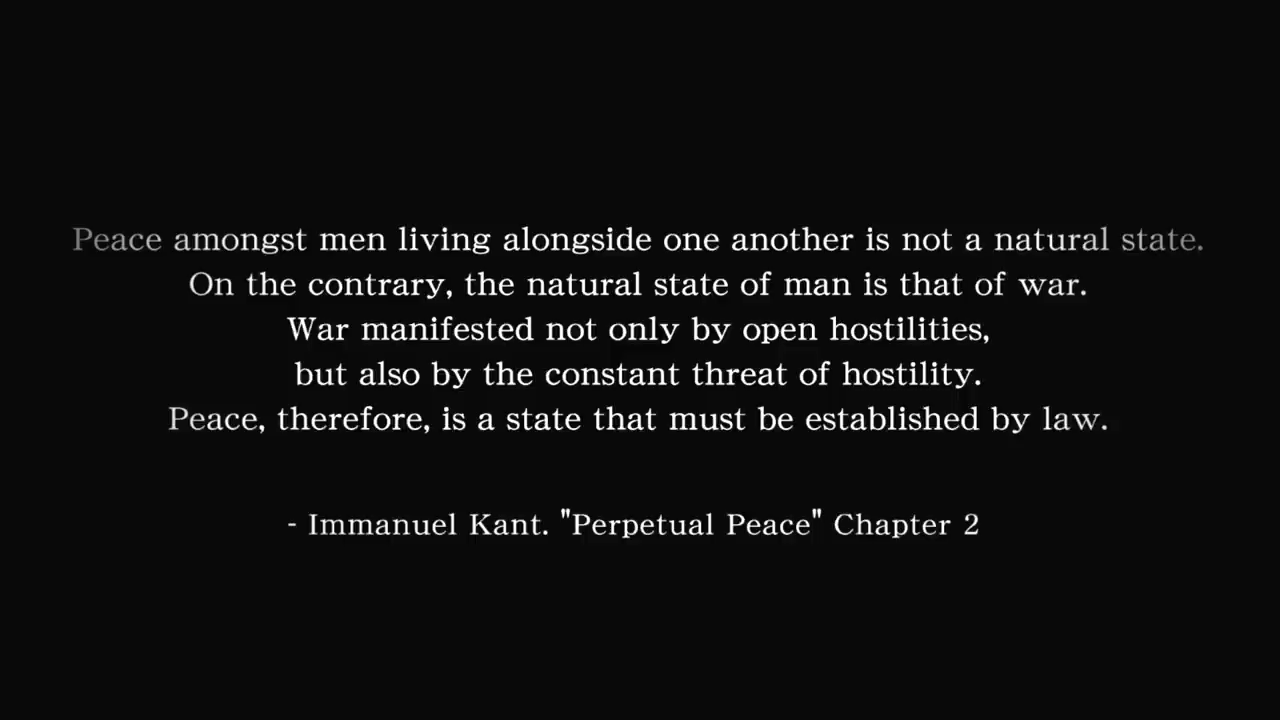 Peace amongst men living alongside one another is not a natural state.
On the contrary, the natural state of man is that of war.
War manifested not only by open hostilities,
but also by the constant threat of hostility.
Peace, therefore, is a state that must be established by law.
- Immanuel Kant. "Perpetual Peace" Chapter 2